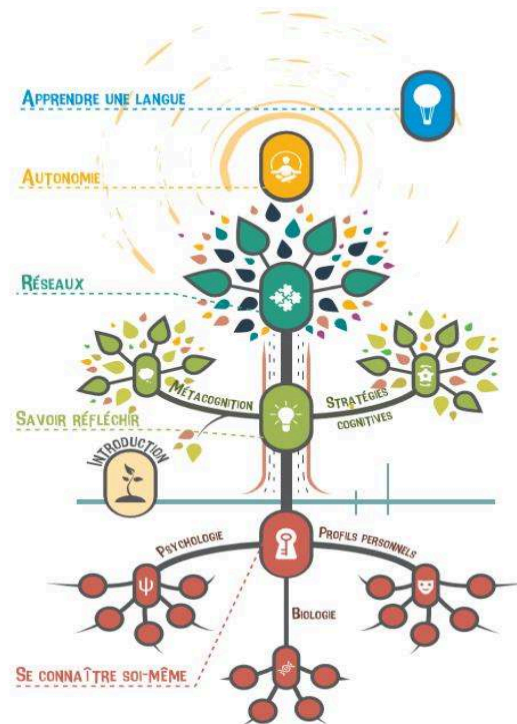 Apprendre une langue
Autonomie
Réseaux
Métacognition
Stratégies
cognitives
Savoir réfléchir
Introduction
Psychologie
Profils personnels
Biologie
Se connaître soi-même